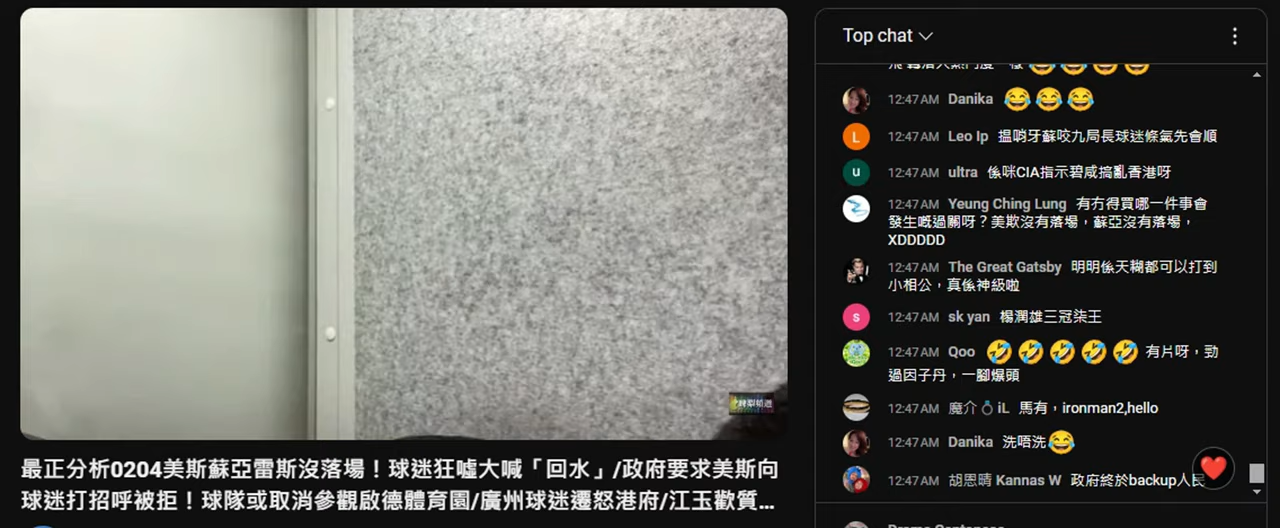 Top chat
12:47 AM Danika 😂😂😂
12:47 AM Leo Ip 搵哨牙蘇咬九局長球迷條氣先會順
12:47 AM ultra 係咪CIA指示碧咸搞亂香港呀
12:47 AM Yeung Ching Lung 有冇得買哪一件事會
發生嘅過關呀？美欺沒有落場，蘇亞沒有落場，
XDDDDD
12:47 AM The Great Gatsby 明明係天糊都可以打到
小相公，真係神級啦
12:47 AM sk yan 楊潤雄三冠柒王
12:47 AM Qoo 🤣🤣🤣🤣🤣 有片呀，勁
過因子丹，一腳爆頭
12:47 AM 魔介💍iL 馬有，ironman2,hello
12:47 AM Danika 洗唔洗😂
12:47 AM 胡恩晴 Kannas W 政府終於backup人民
最正分析0204美斯蘇亞雷斯沒落場！球迷狂噓大喊「回水」/政府要求美斯向
球迷打招呼被拒！球隊或取消參觀啟德體育園/廣州球迷遷怒港府/江玉歡質...